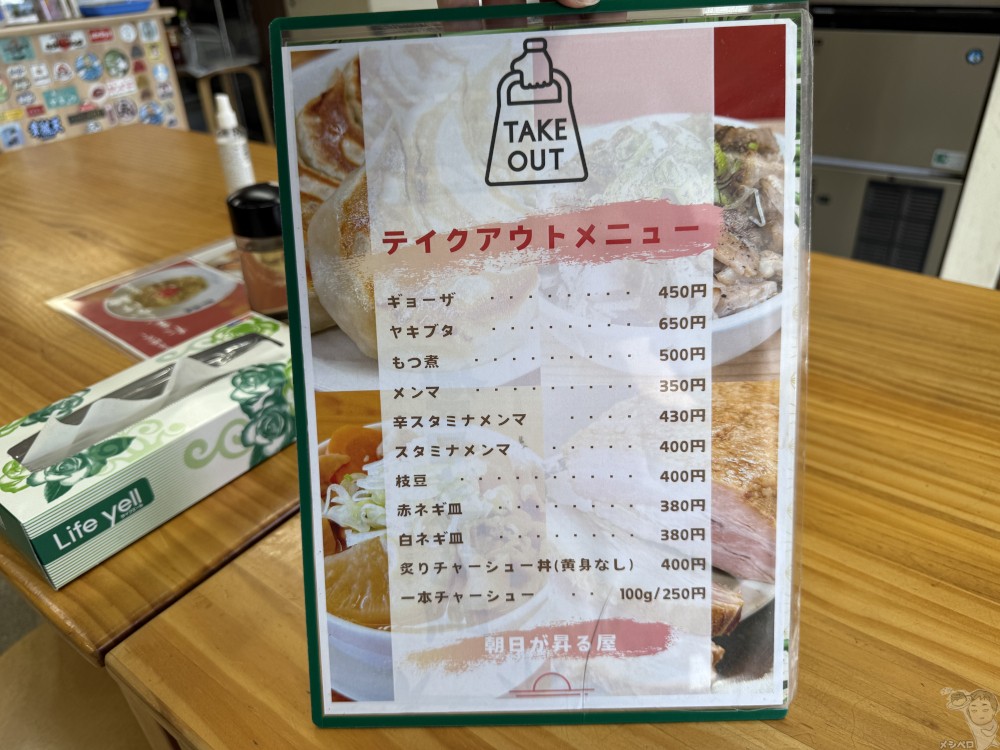 TAKE
OUT
テイクアウトメニュー
ギョーザ ・・・・・・・・ 450円
ヤキブタ ・・・・・・・・ 650円
もつ煮 ・・・・・・・・・ 500円
メンマ ・・・・・・・・・ 350円
辛スタミナメンマ ・・・・ 430円
スタミナメンマ ・・・・・ 400円
枝豆 ・・・・・・・・・・ 400円
赤ネギ皿 ・・・・・・・・ 380円
白ネギ皿 ・・・・・・・・ 380円
炙りチャーシュー丼(黄身なし) 400円
一本チャーシュー ・・ 100g/250円
朝日が昇る屋
Life yell
メシペロ